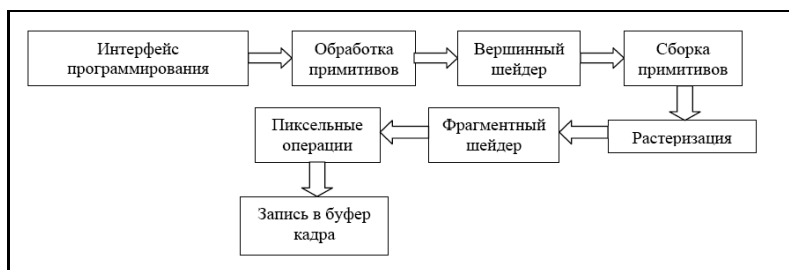 Интерфейс
программирования
Обработка
примитивов
Вершинный
шейдер
Сборка
примитивов
Растеризация
Фрагментный
шейдер
Пиксельные
операции
Запись в буфер
кадра